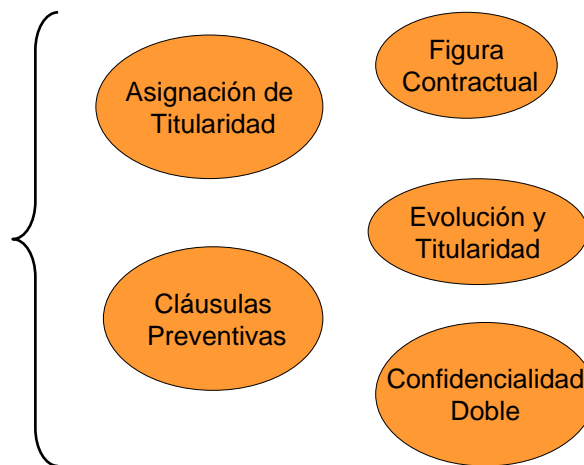 Asignación de
Titularidad
Figura
Contractual
Cláusulas
Preventivas
Evolución y
Titularidad
Confidencialidad
Doble